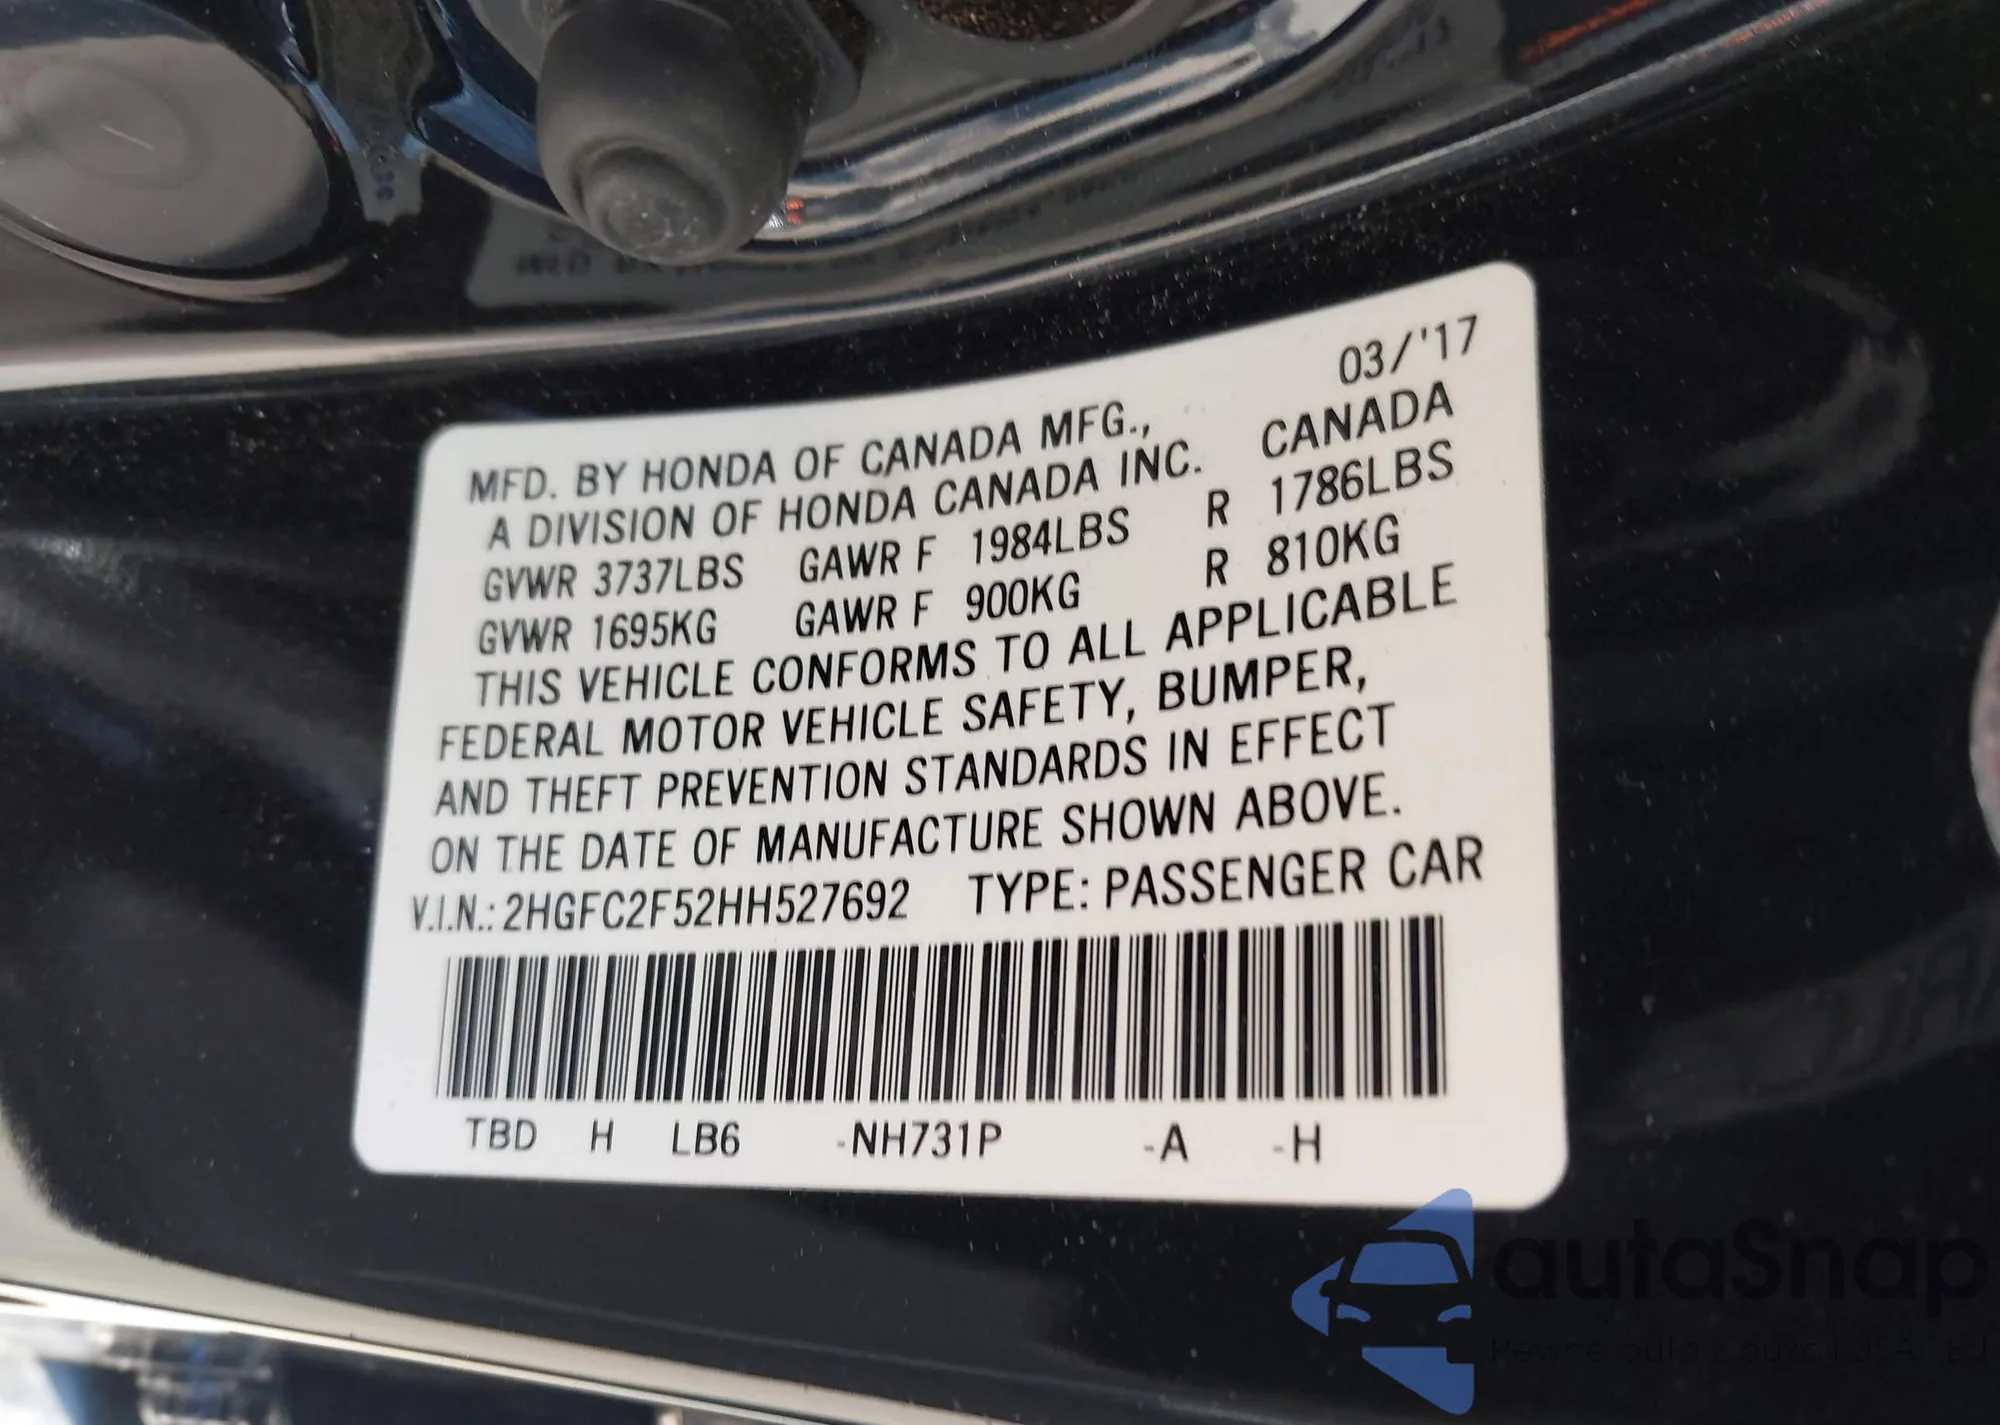 03/'17
MFD. BY HONDA OF CANADA MFG.,
A DIVISION OF HONDA CANADA INC. CANADA
GVWR 3737LBS GAWR F 1984LBS R 1786LBS
GVWR 1695KG GAWR F 900KG R 810KG
THIS VEHICLE CONFORMS TO ALL APPLICABLE
FEDERAL MOTOR VEHICLE SAFETY, BUMPER,
AND THEFT PREVENTION STANDARDS IN EFFECT
ON THE DATE OF MANUFACTURE SHOWN ABOVE.
V.I.N.: 2HGFC2F52HH527692 TYPE: PASSENGER CAR
TBD H LB6 -NH731P -A -H
autaSnap